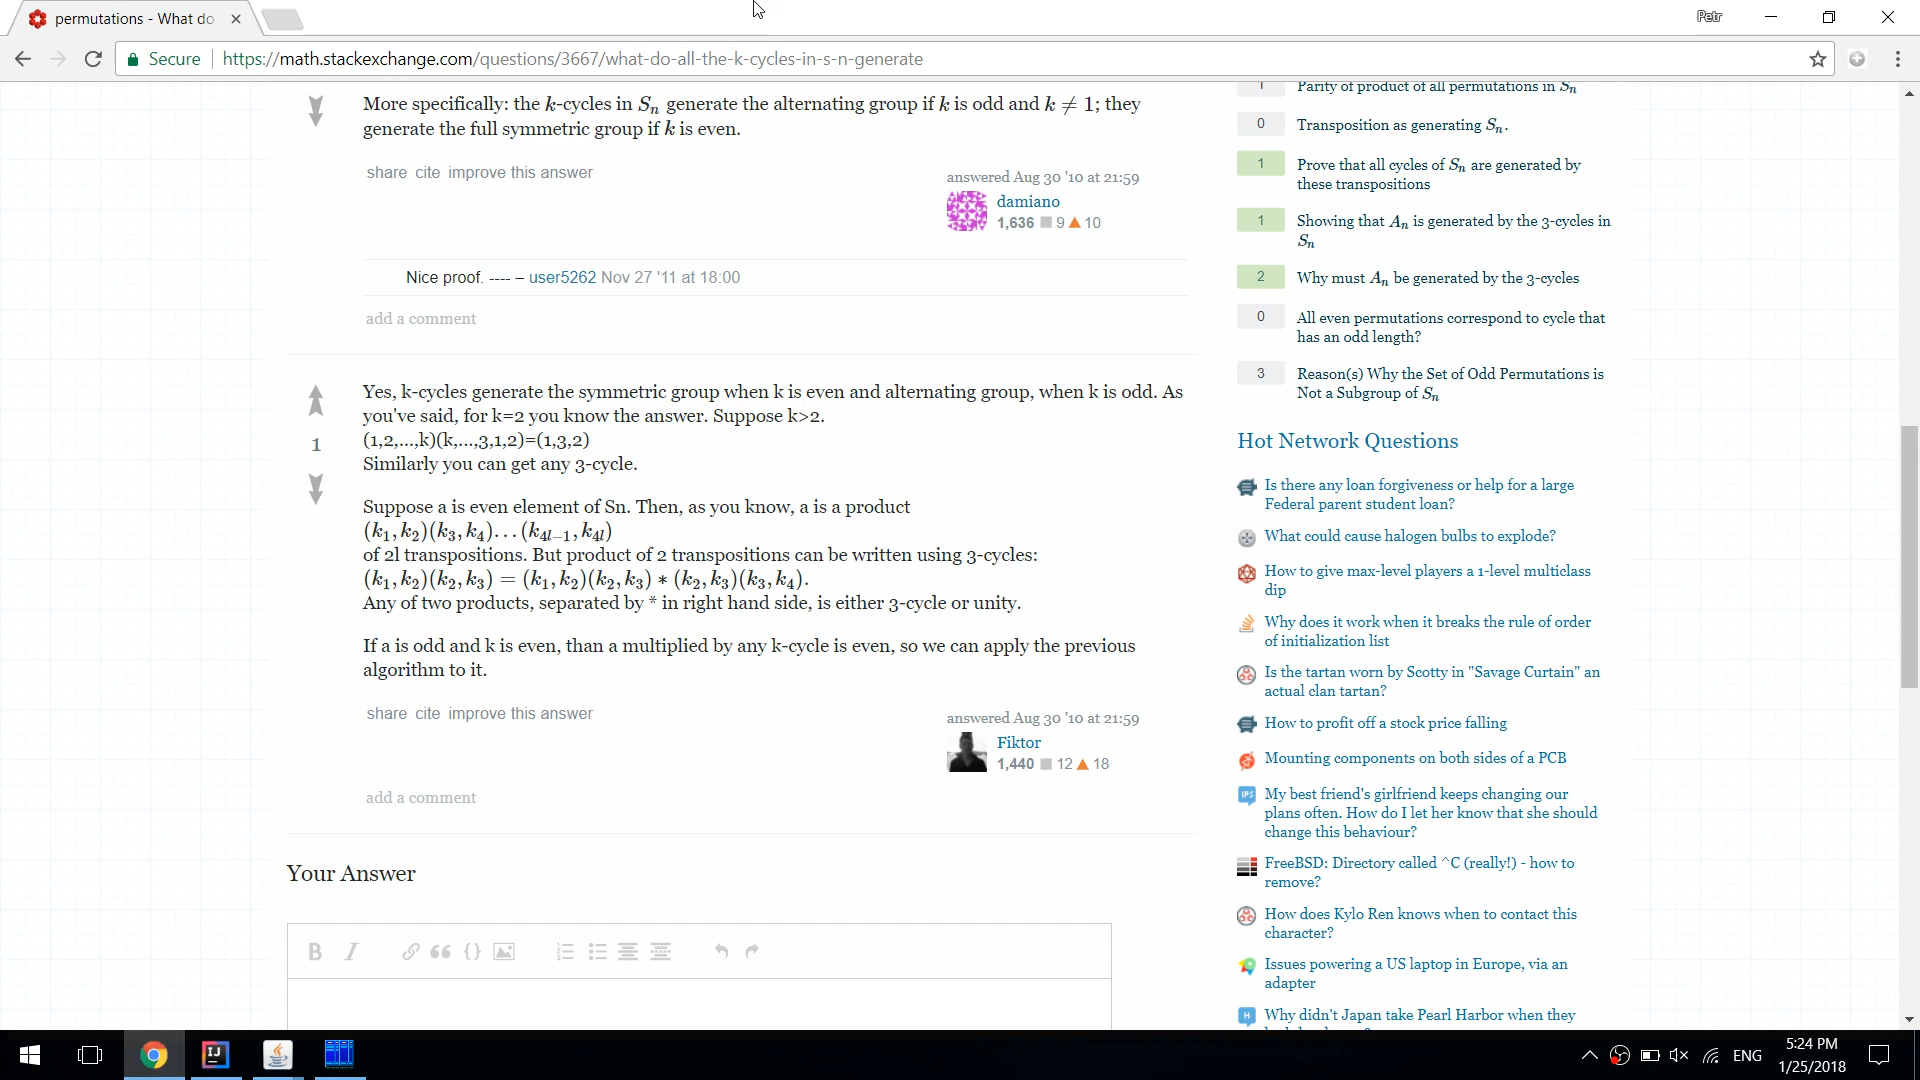 permutations - What do
Petr
Secure
https://math.stackexchange.com/questions/3667/what-do-all-the-k-cycles-in-s-n-generate
More specifically: the k-cycles in Sn generate the alternating group if k is odd and k ≠ 1; they
generate the full symmetric group if k is even.
share cite improve this answer
answered Aug 30 '10 at 21:59
damiano
1,636 9 10
Nice proof. ---- – user5262 Nov 27 '11 at 18:00
add a comment
Yes, k-cycles generate the symmetric group when k is even and alternating group, when k is odd. As
you've said, for k=2 you know the answer. Suppose k>2.
(1,2,...,k)(k,...,3,1,2)=(1,3,2)
Similarly you can get any 3-cycle.
1
Suppose a is even element of Sn. Then, as you know, a is a product
(k1, k2)(k3, k4)...(k4l−1, k4l)
of 2l transpositions. But product of 2 transpositions can be written using 3-cycles:
(k1, k2)(k2, k3) = (k1, k2)(k2, k3) * (k2, k3)(k3, k4).
Any of two products, separated by * in right hand side, is either 3-cycle or unity.
If a is odd and k is even, than a multiplied by any k-cycle is even, so we can apply the previous
algorithm to it.
share cite improve this answer
answered Aug 30 '10 at 21:59
Fiktor
1,440 12 18
add a comment
Your Answer
B I
1 Parity of product of all permutations in Sn
0 Transposition as generating Sn.
1 Prove that all cycles of Sn are generated by
these transpositions
1 Showing that An is generated by the 3-cycles in
Sn
2 Why must An be generated by the 3-cycles
0 All even permutations correspond to cycle that
has an odd length?
3 Reason(s) Why the Set of Odd Permutations is
Not a Subgroup of Sn
Hot Network Questions
Is there any loan forgiveness or help for a large
Federal parent student loan?
What could cause halogen bulbs to explode?
How to give max-level players a 1-level multiclass
dip
Why does it work when it breaks the rule of order
of initialization list
Is the tartan worn by Scotty in "Savage Curtain" an
actual clan tartan?
How to profit off a stock price falling
Mounting components on both sides of a PCB
My best friend's girlfriend keeps changing our
plans often. How do I let her know that she should
change this behaviour?
FreeBSD: Directory called ^C (really!) - how to
remove?
How does Kylo Ren knows when to contact this
character?
Issues powering a US laptop in Europe, via an
adapter
Why didn't Japan take Pearl Harbor when they
ENG
5:24 PM
1/25/2018